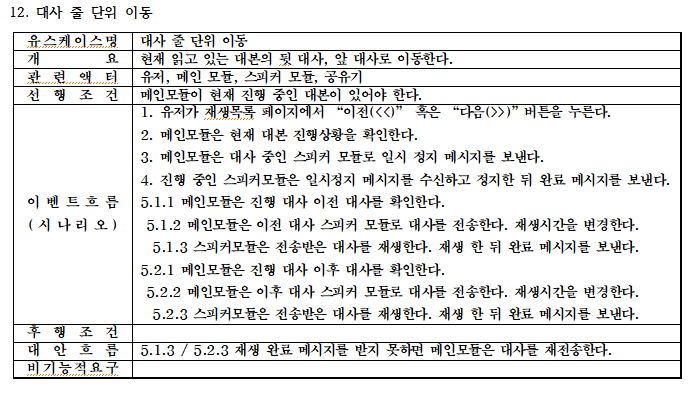 12. 대사 줄 단위 이동
유스케이스명 대사 줄 단위 이동
개 요 현재 읽고 있는 대본의 뒷 대사, 앞 대사로 이동한다.
관 련 액 터 유저, 메인 모듈, 스피커 모듈, 공유기
선 행 조 건 메인모듈이 현재 진행 중인 대본이 있어야 한다.
1. 유저가 재생목록 페이지에서 “이전(<<)” 혹은 “다음(>>)”버튼을 누른다.
2. 메인모듈은 현재 대본 진행상황을 확인한다.
3. 메인모듈은 대사 중인 스피커 모듈로 일시 정지 메시지를 보낸다.
4. 진행 중인 스피커모듈은 일시정지 메시지를 수신하고 정지한 뒤 완료 메시지를 보낸다.
이 벤 트 흐 름 5.1.1 메인모듈은 진행 대사 이전 대사를 확인한다.
( 시 나 리 오 ) 5.1.2 메인모듈은 이전 대사 스피커 모듈로 대사를 전송한다. 재생시간을 변경한다.
5.1.3 스피커모듈은 전송받은 대사를 재생한다. 재생 한 뒤 완료 메시지를 보낸다.
5.2.1 메인모듈은 진행 대사 이후 대사를 확인한다.
5.2.2 메인모듈은 이후 대사 스피커 모듈로 대사를 전송한다. 재생시간을 변경한다.
5.2.3 스피커모듈은 전송받은 대사를 재생한다. 재생 한 뒤 완료 메시지를 보낸다.
후 행 조 건
대 안 흐 름 5.1.3 / 5.2.3 재생 완료 메시지를 받지 못하면 메인모듈은 대사를 재전송한다.
비기능적요구